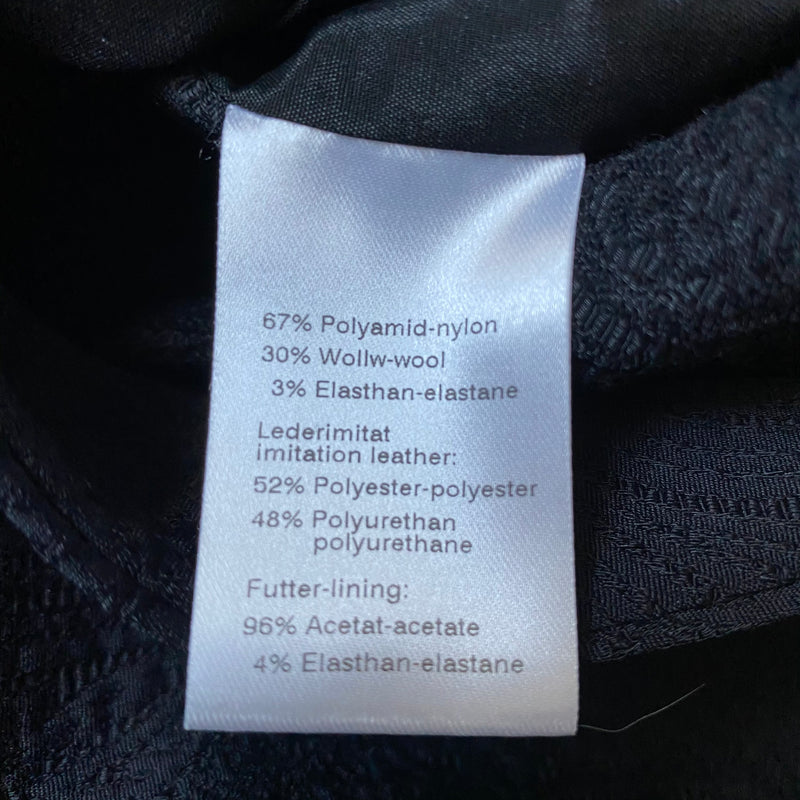 67% Polyamid-nylon
30% Wollw-wool
3% Elasthan-elastane
Lederimitat
imitation leather:
52% Polyester-polyester
48% Polyurethan
polyurethane
Futter-lining:
96% Acetat-acetate
4% Elasthan-elastane